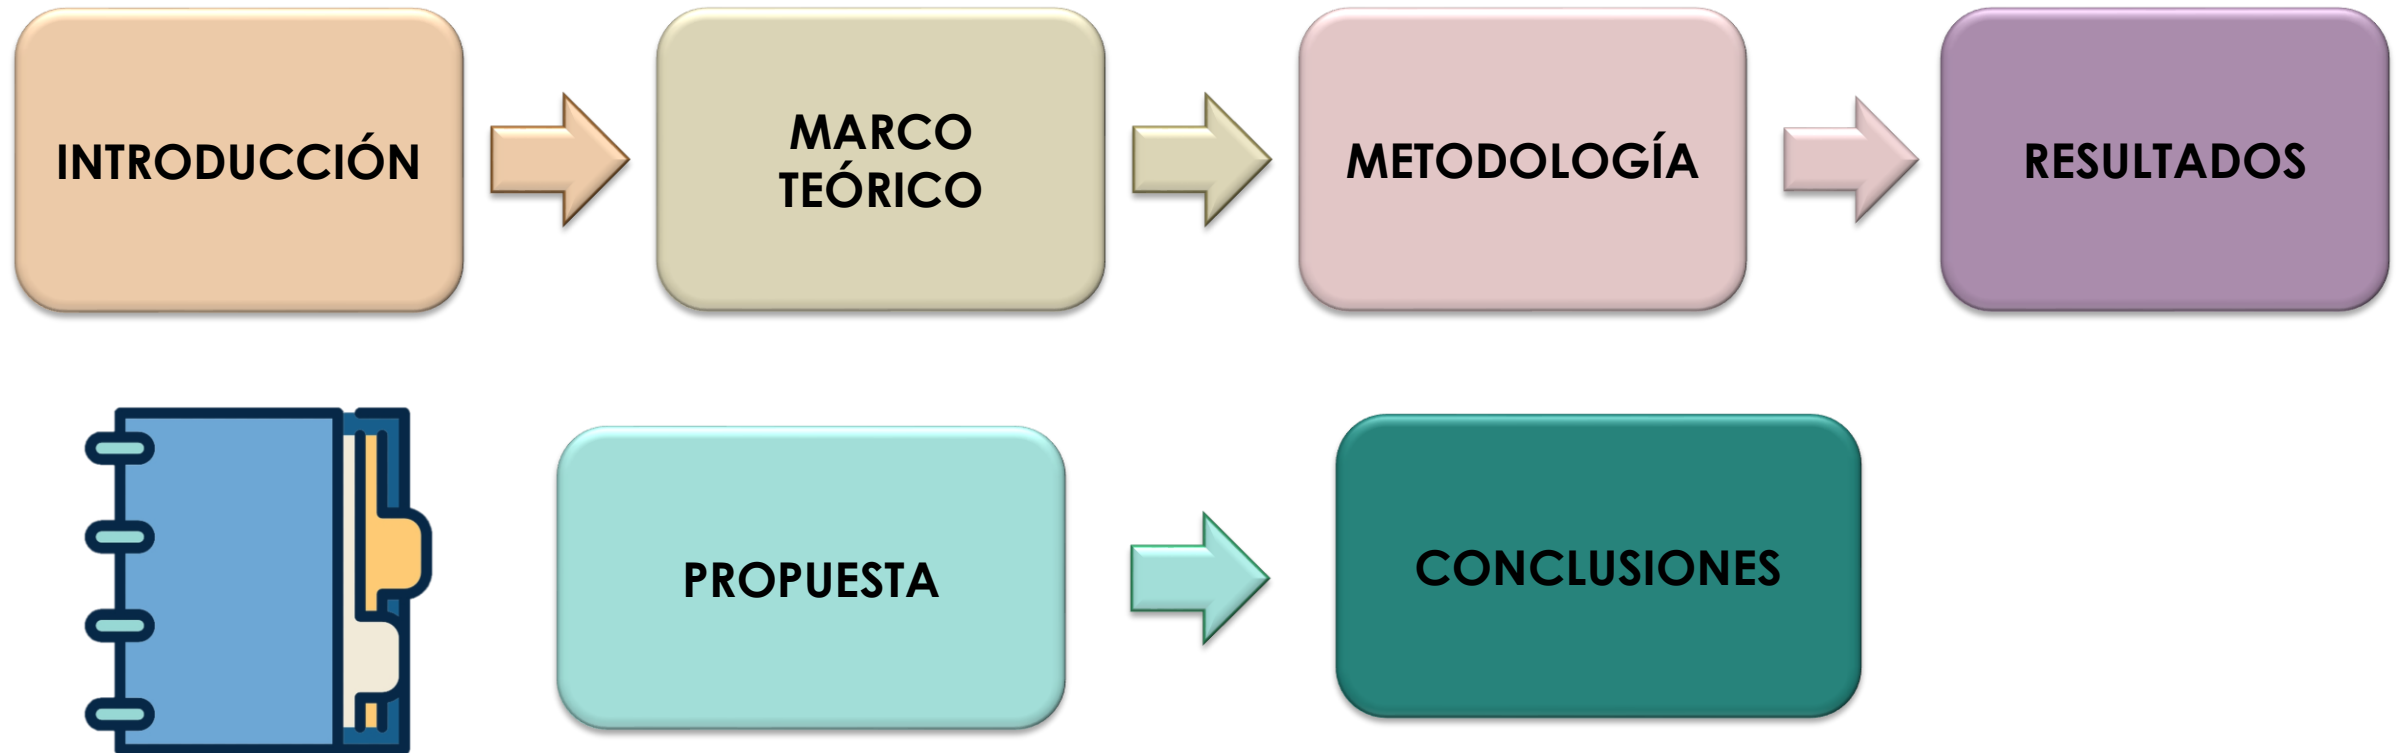 INTRODUCCIÓN
MARCO
TEÓRICO
METODOLOGÍA
RESULTADOS
PROPUESTA
CONCLUSIONES